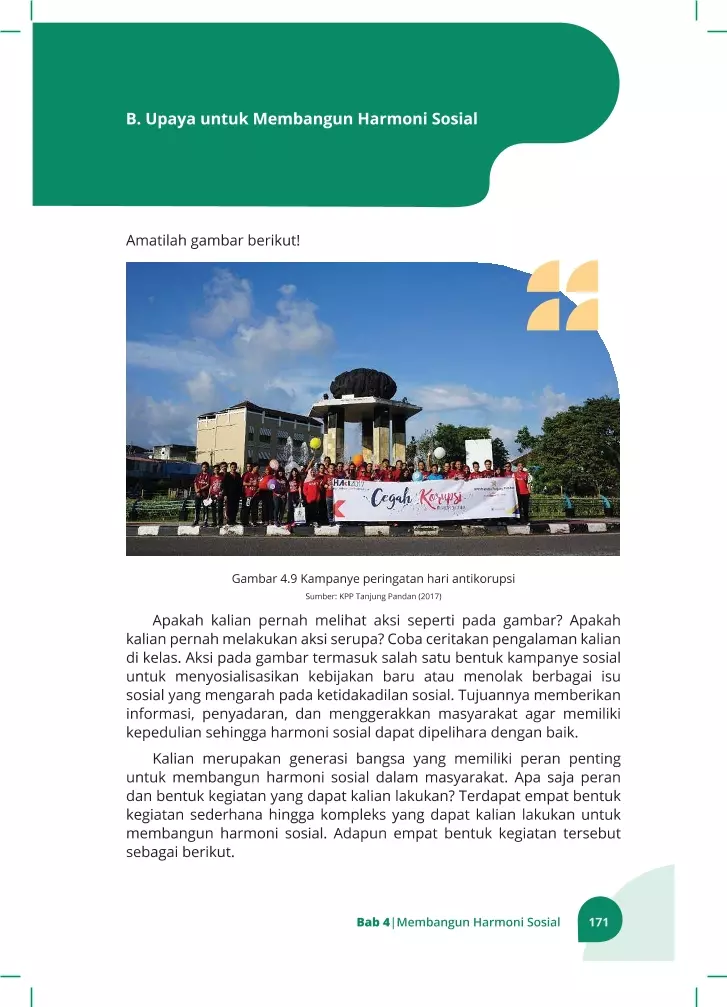 B. Upaya untuk Membangun Harmoni Sosial
Amatilah gambar berikut!
Cegah Korupsi
Gambar 4.9 Kampanye peringatan hari antikorupsi
Sumber: KPP Tanjung Pandan (2017)
Apakah kalian pernah melihat aksi seperti pada gambar? Apakah
kalian pernah melakukan aksi serupa? Coba ceritakan pengalaman kalian
di kelas. Aksi pada gambar termasuk salah satu bentuk kampanye sosial
untuk menyosialisasikan kebijakan baru atau menolak berbagai isu
sosial yang mengarah pada ketidakadilan sosial. Tujuannya memberikan
informasi, penyadaran, dan menggerakkan masyarakat agar memiliki
kepedulian sehingga harmoni sosial dapat dipelihara dengan baik.
Kalian merupakan generasi bangsa yang memiliki peran penting
untuk membangun harmoni sosial dalam masyarakat. Apa saja peran
dan bentuk kegiatan yang dapat kalian lakukan? Terdapat empat bentuk
kegiatan sederhana hingga kompleks yang dapat kalian lakukan untuk
membangun harmoni sosial. Adapun empat bentuk kegiatan tersebut
sebagai berikut.
Bab 4|Membangun Harmoni Sosial 171